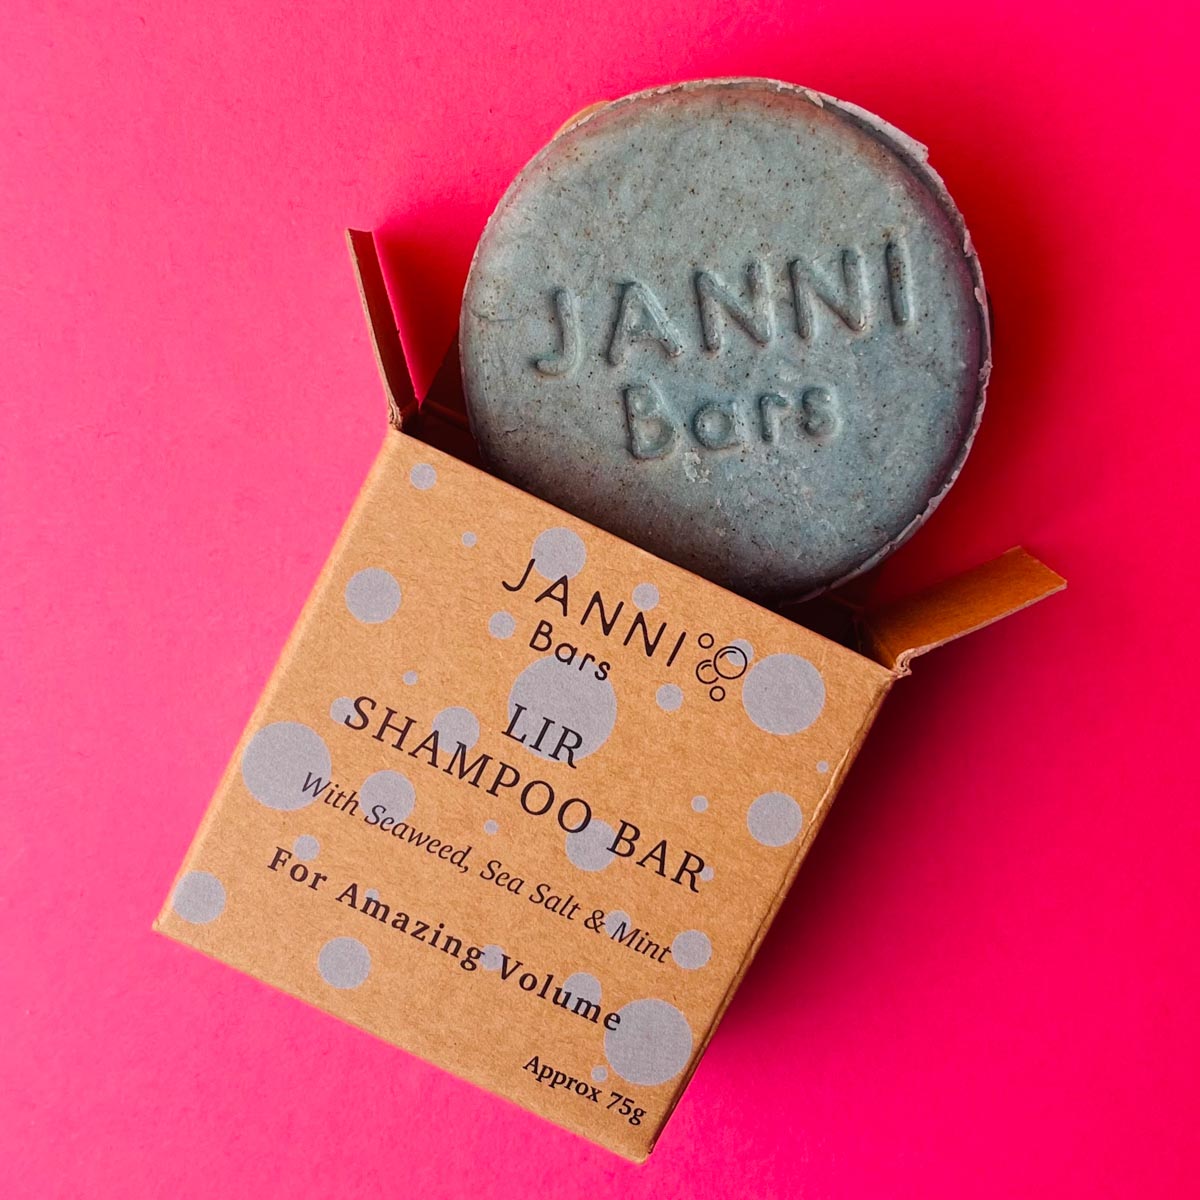 JANNI
Bars
JANNI
Bars
LIR
SHAMPOO BAR
With Seaweed, Sea Salt & Mint
For Amazing Volume
Approx 75g